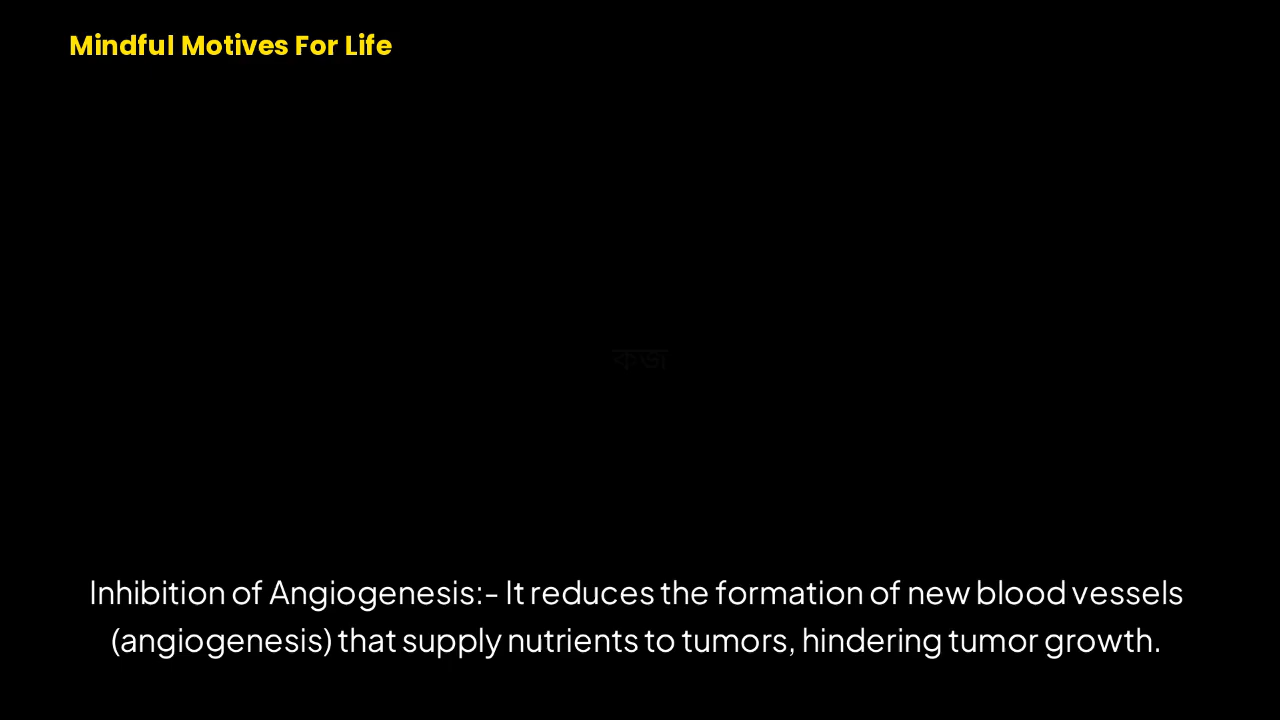 Mindful Motives For Life
কজ
Inhibition of Angiogenesis:- It reduces the formation of new blood vessels
(angiogenesis) that supply nutrients to tumors, hindering tumor growth.